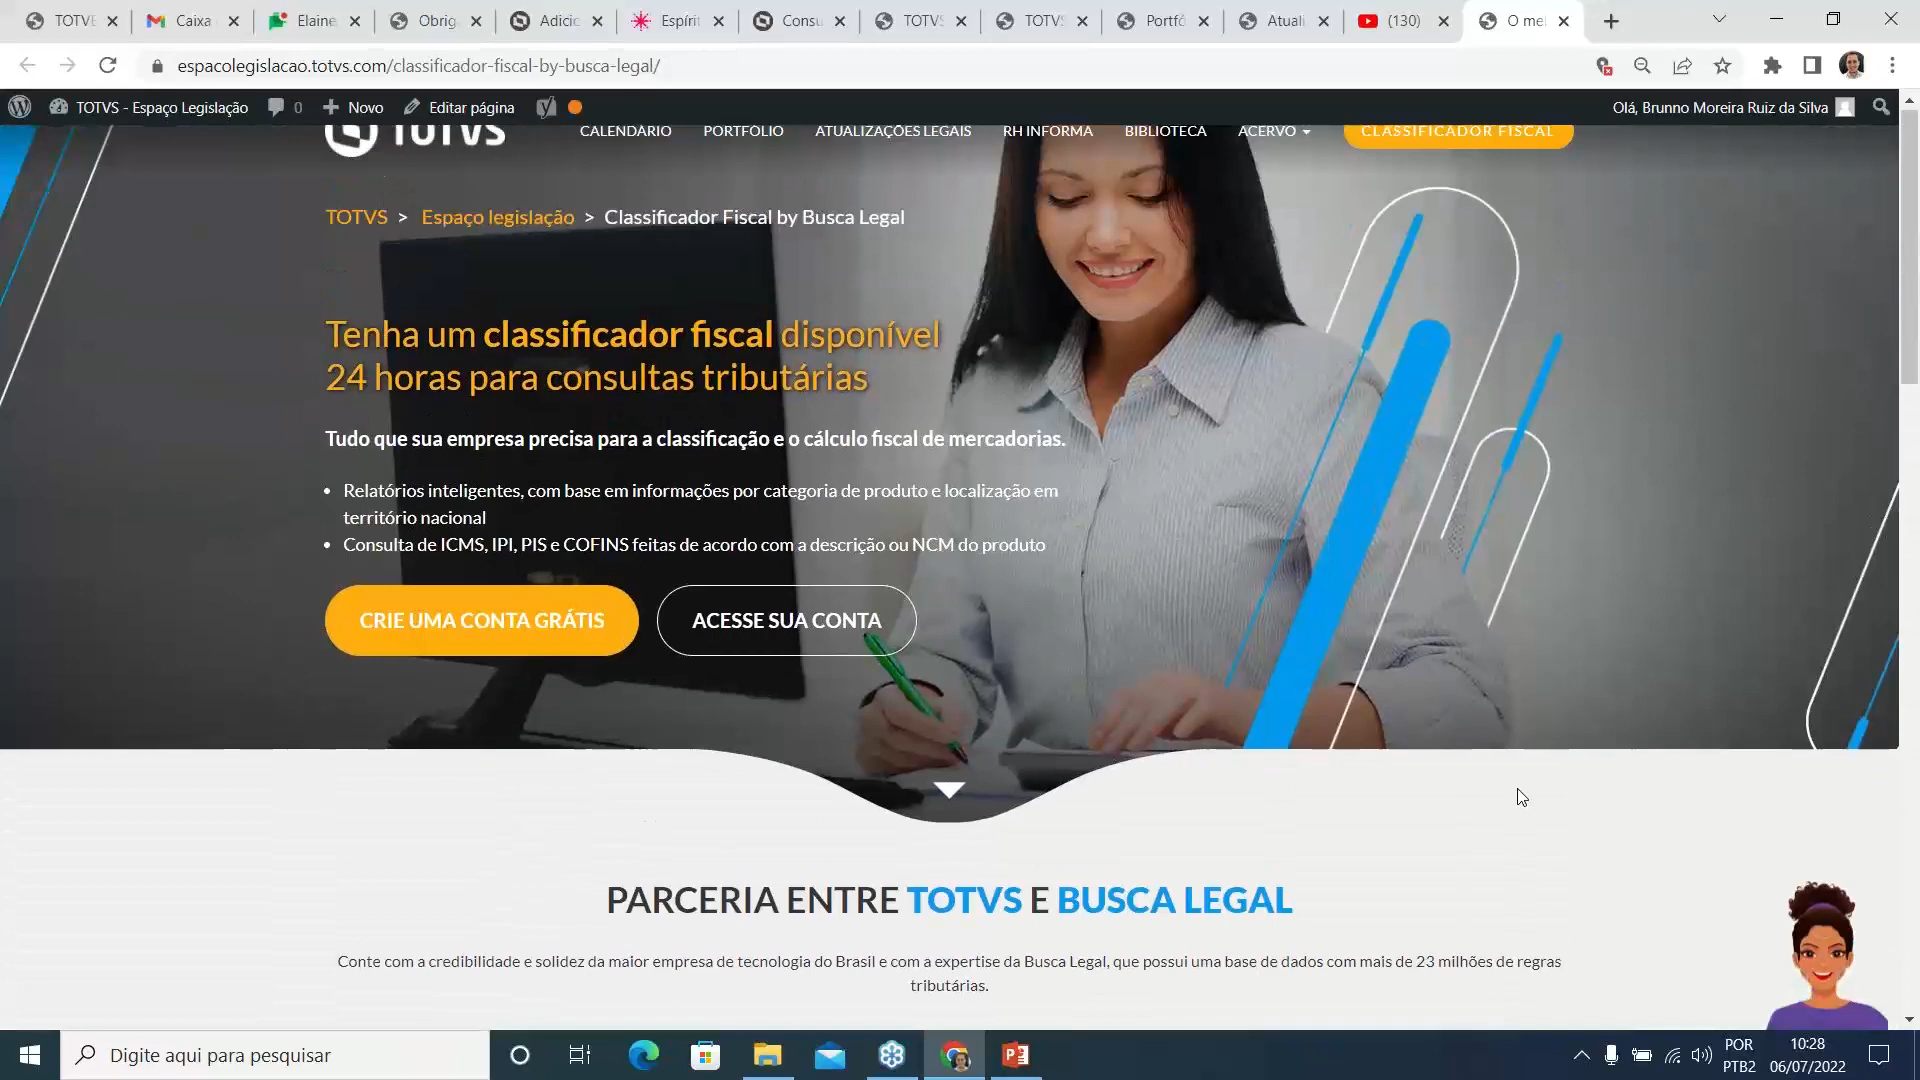 TOTVE
Caixa
Elaine
Obrig
Adicio
Espírit
Consu
TOTVS
TOTVS
Portfó
Atuali
(130)
O mel
espacolegislacao.totvs.com/classificador-fiscal-by-busca-legal/
TOTVS - Espaço Legislação 0 Novo Editar página Olá, Brunno Moreira Ruiz da Silva
TOTVS CALENDÁRIO PORTFÓLIO ATUALIZAÇÕES LEGAIS RH INFORMA BIBLIOTECA ACERVO CLASSIFICADOR FISCAL
TOTVS > Espaço legislação > Classificador Fiscal by Busca Legal
Tenha um classificador fiscal disponível
24 horas para consultas tributárias
Tudo que sua empresa precisa para a classificação e o cálculo fiscal de mercadorias.
• Relatórios inteligentes, com base em informações por categoria de produto e localização em
território nacional
• Consulta de ICMS, IPI, PIS e COFINS feitas de acordo com a descrição ou NCM do produto
CRIE UMA CONTA GRÁTIS ACESSE SUA CONTA
PARCERIA ENTRE TOTVS E BUSCA LEGAL
Conte com a credibilidade e solidez da maior empresa de tecnologia do Brasil e com a expertise da Busca Legal, que possui uma base de dados com mais de 23 milhões de regras
tributárias.
Digite aqui para pesquisar
POR
PTB2
10:28
06/07/2022